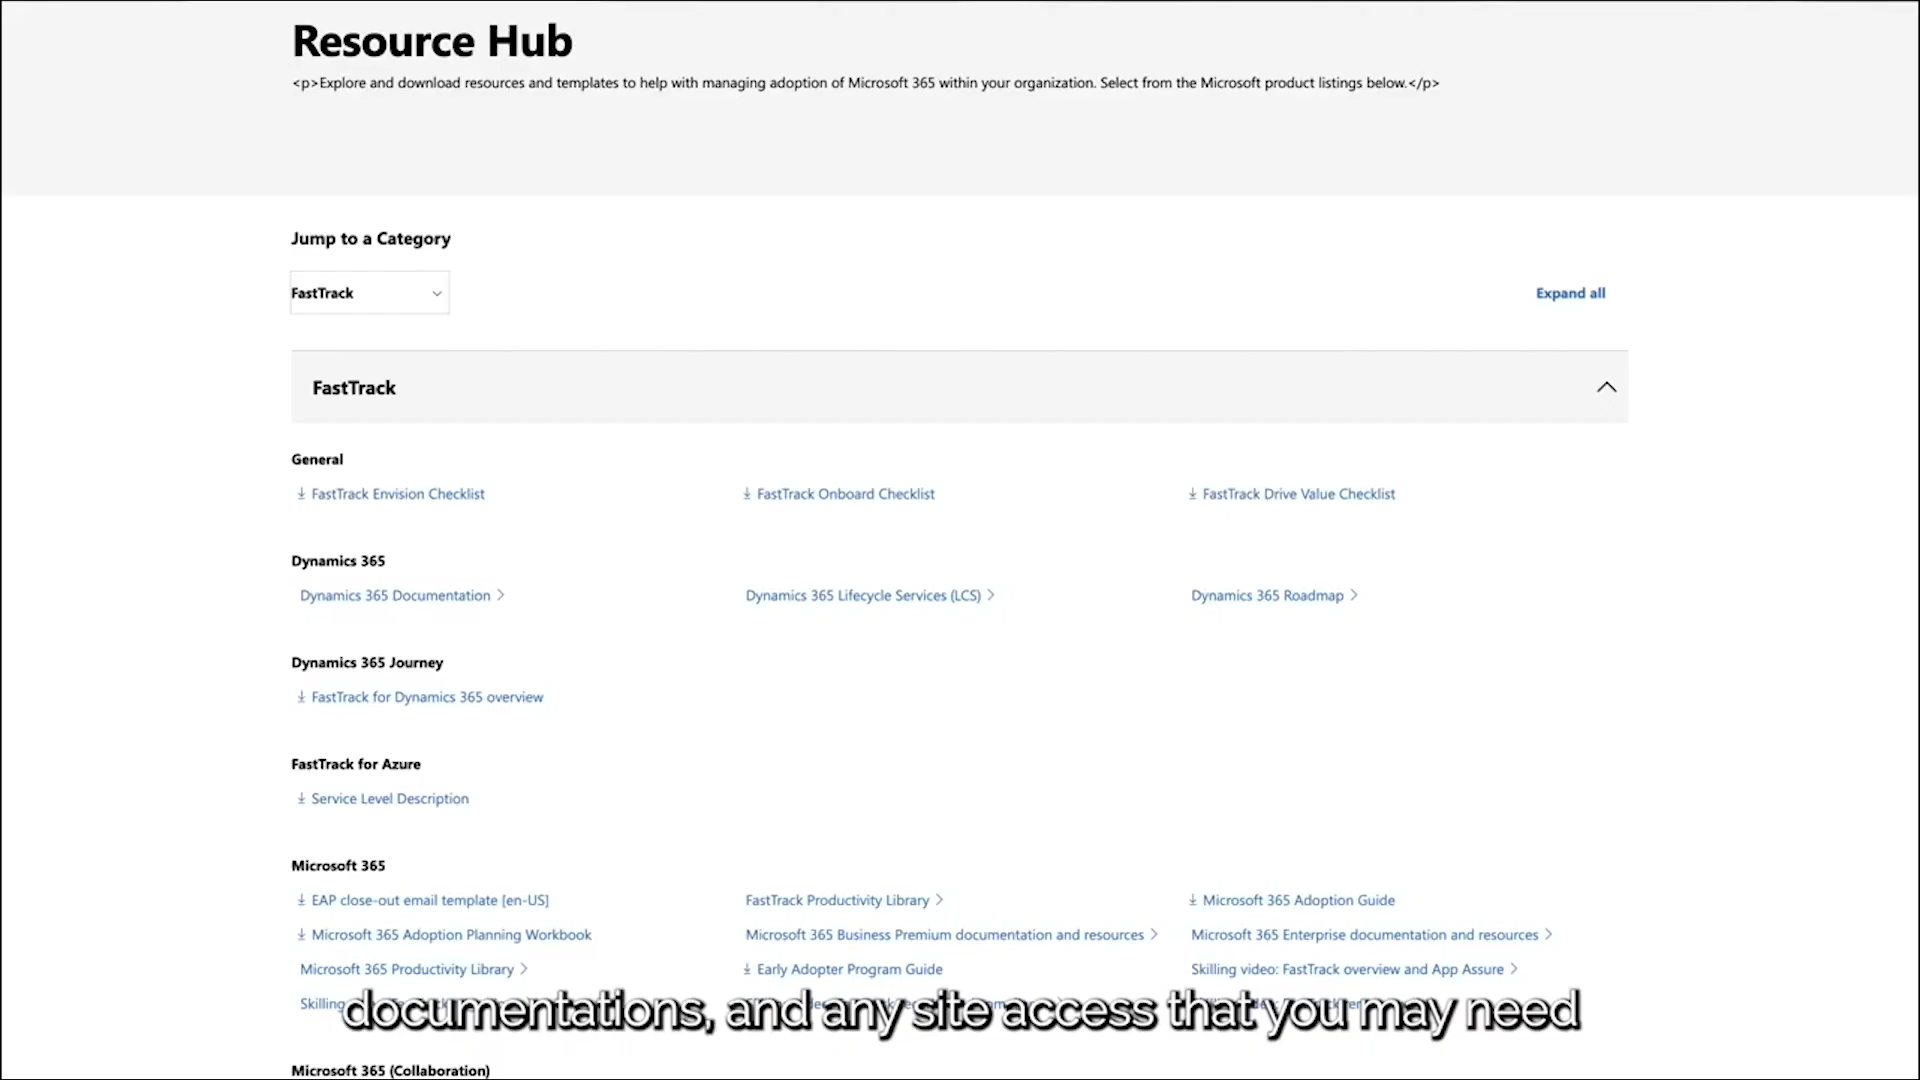 Resource Hub
<p>Explore and download resources and templates to help with managing adoption of Microsoft 365 within your organization. Select from the Microsoft product listings below.</p>
Jump to a Category
FastTrack
Expand all
FastTrack
General
FastTrack Envision Checklist
FastTrack Onboard Checklist
FastTrack Drive Value Checklist
Dynamics 365
Dynamics 365 Documentation
Dynamics 365 Lifecycle Services (LCS)
Dynamics 365 Roadmap
Dynamics 365 Journey
FastTrack for Dynamics 365 overview
FastTrack for Azure
Service Level Description
Microsoft 365
EAP close-out email template [en-US]
FastTrack Productivity Library
Microsoft 365 Adoption Guide
Microsoft 365 Adoption Planning Workbook
Microsoft 365 Business Premium documentation and resources
Microsoft 365 Enterprise documentation and resources
Microsoft 365 Productivity Library
Early Adopter Program Guide
Skilling video: FastTrack overview and App Assure
Skilling
documentations, and any site access that you may need
Microsoft 365 (Collaboration)